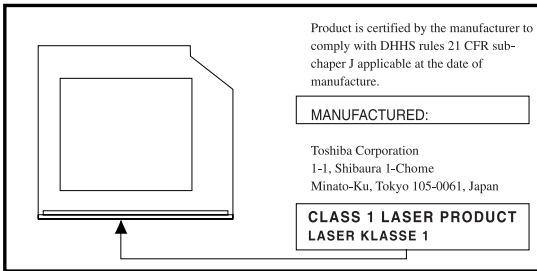 Product is certified by the manufacturer to
comply with DHHS rules 21 CFR sub-
chaper J applicable at the date of
manufacture.
MANUFACTURED:
Toshiba Corporation
1-1, Shibaura 1-Chome
Minato-Ku, Tokyo 105-0061, Japan
CLASS 1 LASER PRODUCT
LASER KLASSE 1